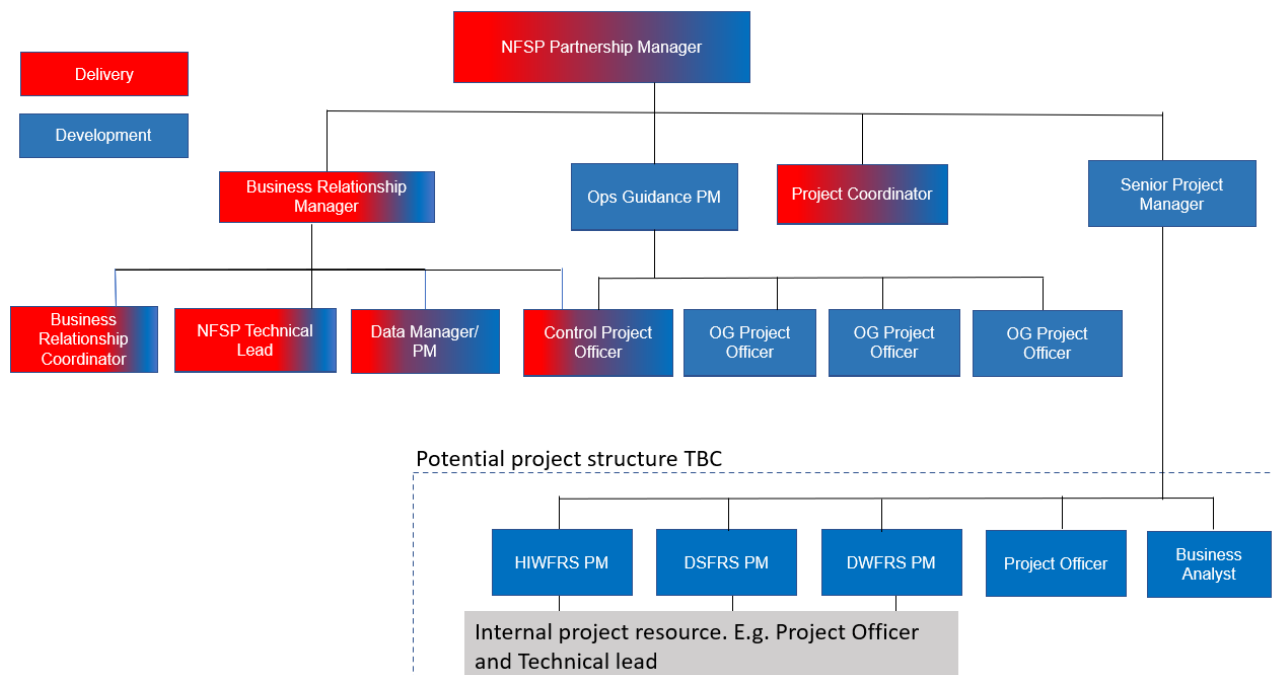 NFSP Partnership Manager
Delivery
Development
Business Relationship
Manager
Ops Guidance PM
Project Coordinator
Senior Project
Manager
Business
Relationship
Coordinator
NFSP Technical
Lead
Data Manager/
PM
Control Project
Officer
OG Project
Officer
OG Project
Officer
OG Project
Officer
Potential project structure TBC
HIWFRS PM
DSFRS PM
DWFRS PM
Project Officer
Business
Analyst
Internal project resource. E.g. Project Officer
and Technical lead